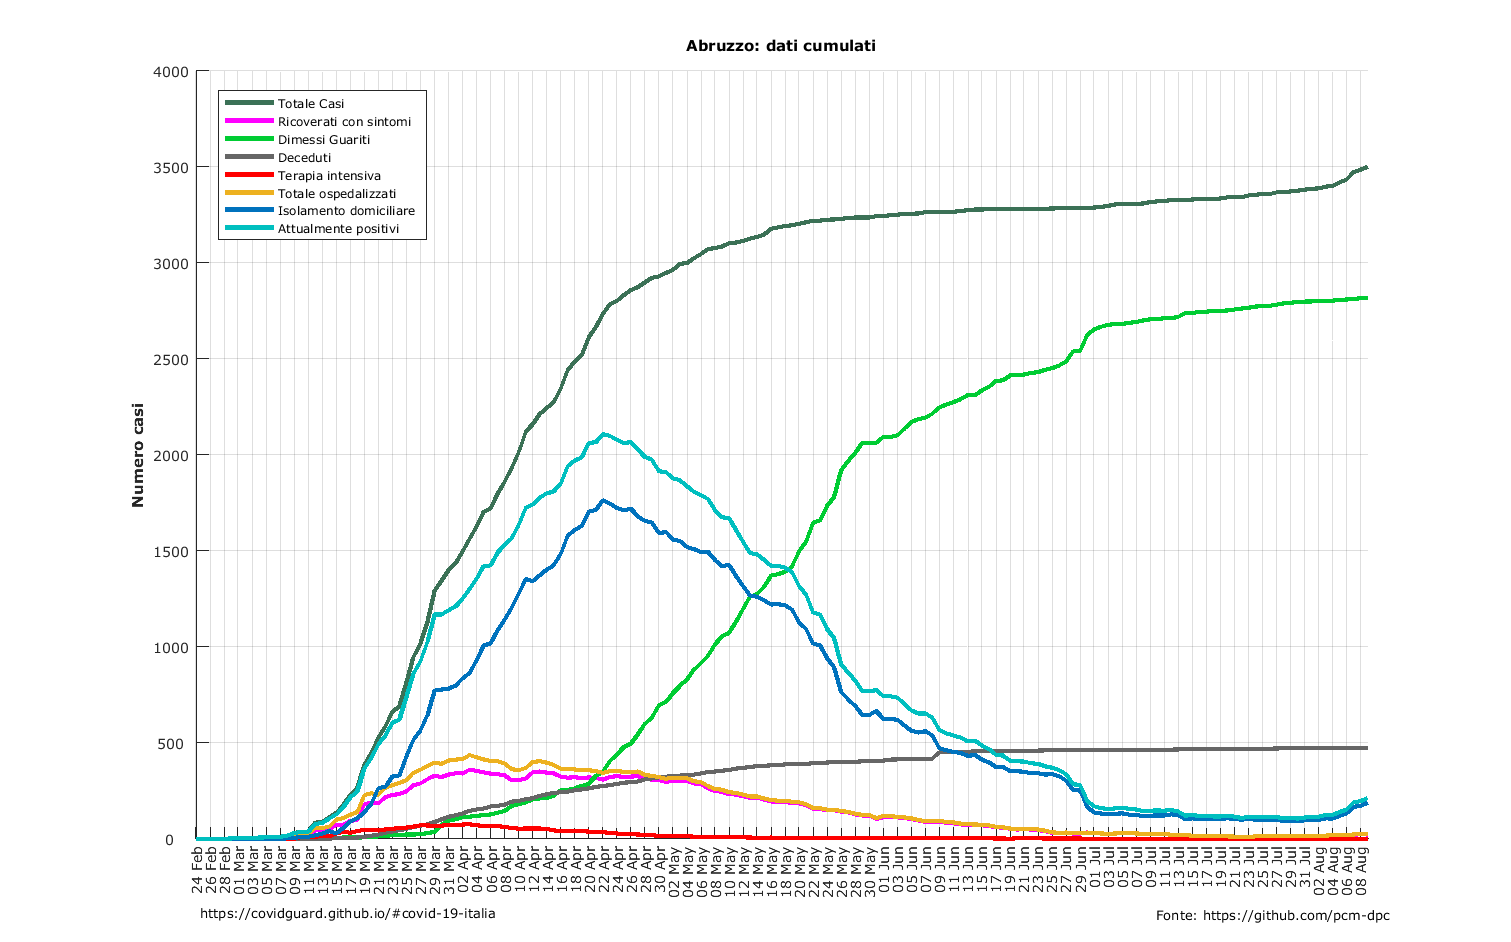 Abruzzo: dati cumulati
Numero casi
4000
3500
3000
2500
2000
1500
1000
500
0
Totale Casi
Ricoverati con sintomi
Dimessi Guariti
Deceduti
Terapia intensiva
Totale ospedalizzati
Isolamento domiciliare
Attualmente positivi
24 Feb
26 Feb
28 Feb
01 Mar
03 Mar
05 Mar
07 Mar
09 Mar
11 Mar
13 Mar
15 Mar
17 Mar
19 Mar
21 Mar
23 Mar
25 Mar
27 Mar
29 Mar
31 Mar
02 Apr
04 Apr
06 Apr
08 Apr
10 Apr
12 Apr
14 Apr
16 Apr
18 Apr
20 Apr
22 Apr
24 Apr
26 Apr
28 Apr
30 Apr
02 May
04 May
06 May
08 May
10 May
12 May
14 May
16 May
18 May
20 May
22 May
24 May
26 May
28 May
30 May
01 Jun
03 Jun
05 Jun
07 Jun
09 Jun
11 Jun
13 Jun
15 Jun
17 Jun
19 Jun
21 Jun
23 Jun
25 Jun
27 Jun
29 Jun
01 Jul
03 Jul
05 Jul
07 Jul
09 Jul
11 Jul
13 Jul
15 Jul
17 Jul
19 Jul
21 Jul
23 Jul
25 Jul
27 Jul
29 Jul
31 Jul
02 Aug
04 Aug
06 Aug
08 Aug
https://covidguard.github.io/#covid-19-italia
Fonte: https://github.com/pcm-dpc